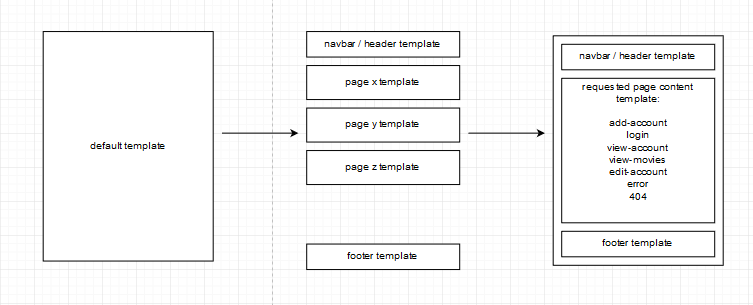 default template
navbar / header template
page x template
page y template
page z template
footer template
navbar / header template
requested page content
template:
add-account
login
view-account
view-movies
edit-account
error
404
footer template